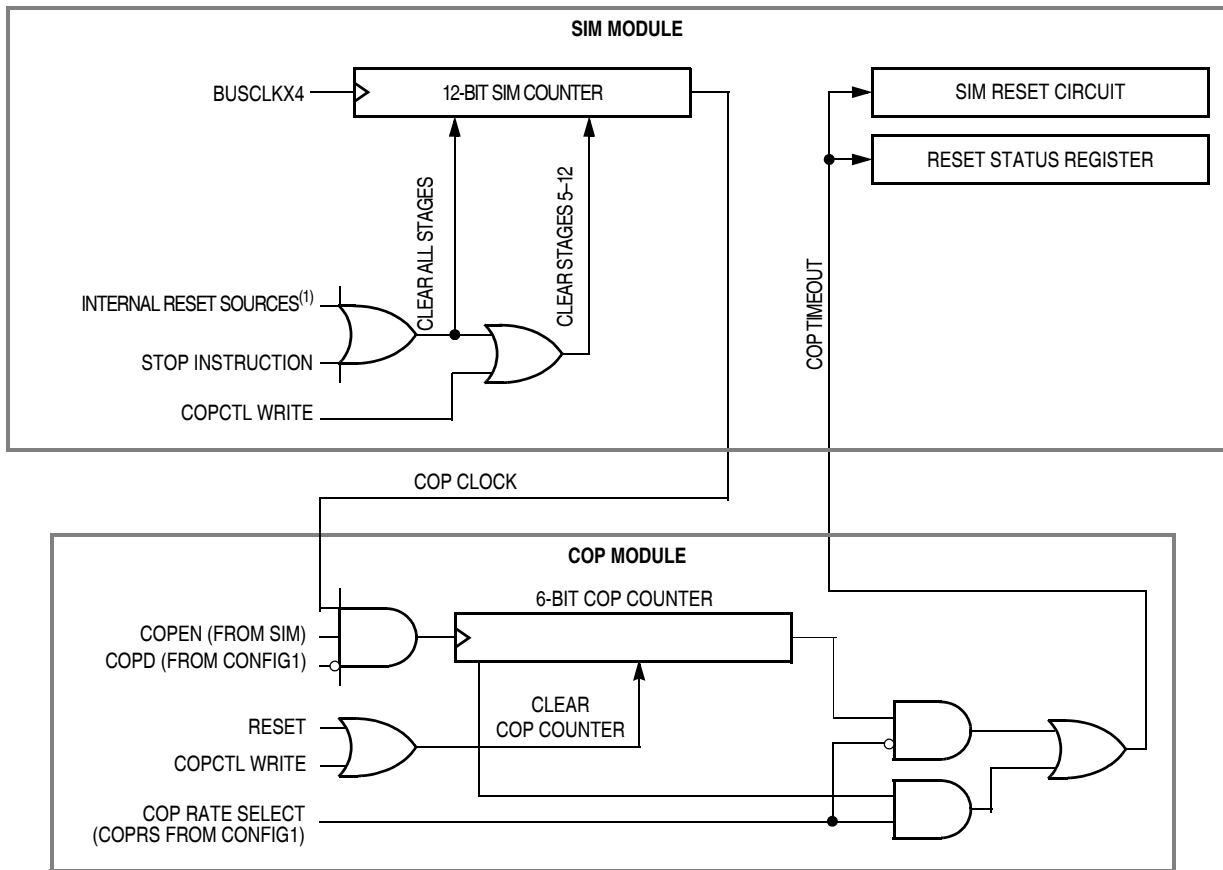 SIM MODULE
BUSCLKX4
12-BIT SIM COUNTER
SIM RESET CIRCUIT
RESET STATUS REGISTER
CLEAR ALL STAGES
CLEAR STAGES 5–12
INTERNAL RESET SOURCES(1)
STOP INSTRUCTION
COPCTL WRITE
COP TIMEOUT
COP CLOCK
COP MODULE
6-BIT COP COUNTER
COPEN (FROM SIM)
COPD (FROM CONFIG1)
CLEAR
COP COUNTER
RESET
COPCTL WRITE
COP RATE SELECT
(COPRS FROM CONFIG1)